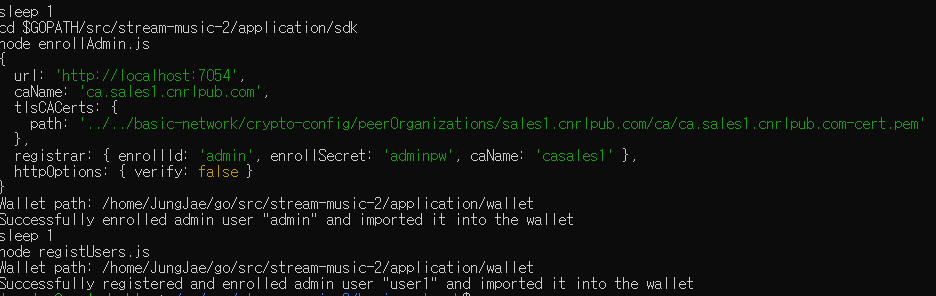 sleep 1
cd $GOPATH/src/stream-music-2/application/sdk
node enrollAdmin.js
{
  url: 'http://localhost:7054',
  caName: 'ca.sales1.cnrlpub.com',
  tlsCACerts: {
    path: '../../basic-network/crypto-config/peerOrganizations/sales1.cnrlpub.com/ca/ca.sales1.cnrlpub.com-cert.pem'
  },
  registrar: { enrollId: 'admin', enrollSecret: 'adminpw', caName: 'casales1' },
  httpOptions: { verify: false }
}
Wallet path: /home/JungJae/go/src/stream-music-2/application/wallet
Successfully enrolled admin user "admin" and imported it into the wallet
sleep 1
node registUsers.js
Wallet path: /home/JungJae/go/src/stream-music-2/application/wallet
Successfully registered and enrolled admin user "user1" and imported it into the wallet